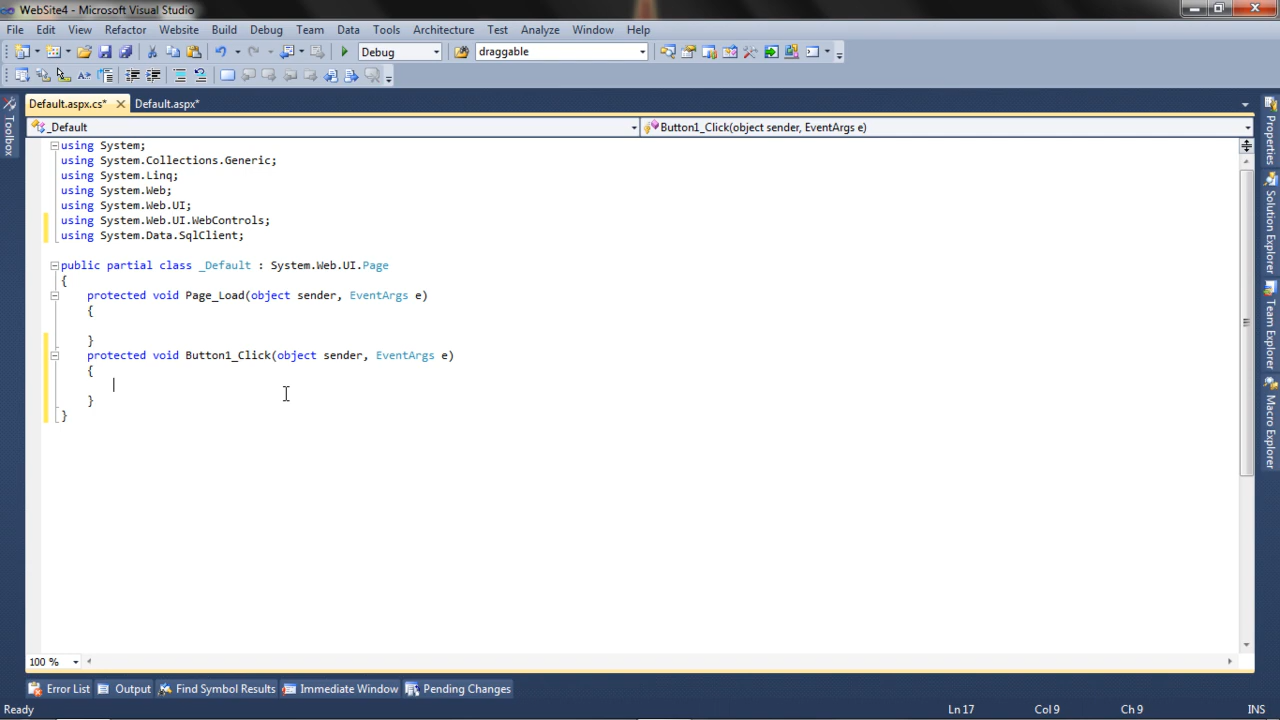 WebSite4 - Microsoft Visual Studio
File Edit View Refactor Website Build Debug Team Data Tools Architecture Test Analyze Window Help
Debug draggable
Default.aspx.cs* Default.aspx*
_Default Button1_Click(object sender, EventArgs e)
Toolbox
using System;
using System.Collections.Generic;
using System.Linq;
using System.Web;
using System.Web.UI;
using System.Web.UI.WebControls;
using System.Data.SqlClient;
public partial class _Default : System.Web.UI.Page
{
protected void Page_Load(object sender, EventArgs e)
{
}
protected void Button1_Click(object sender, EventArgs e)
{
}
}
Properties
Solution Explorer
Team Explorer
Macro Explorer
100 %
Error List Output Find Symbol Results Immediate Window Pending Changes
Ready Ln 17 Col 9 Ch 9 INS